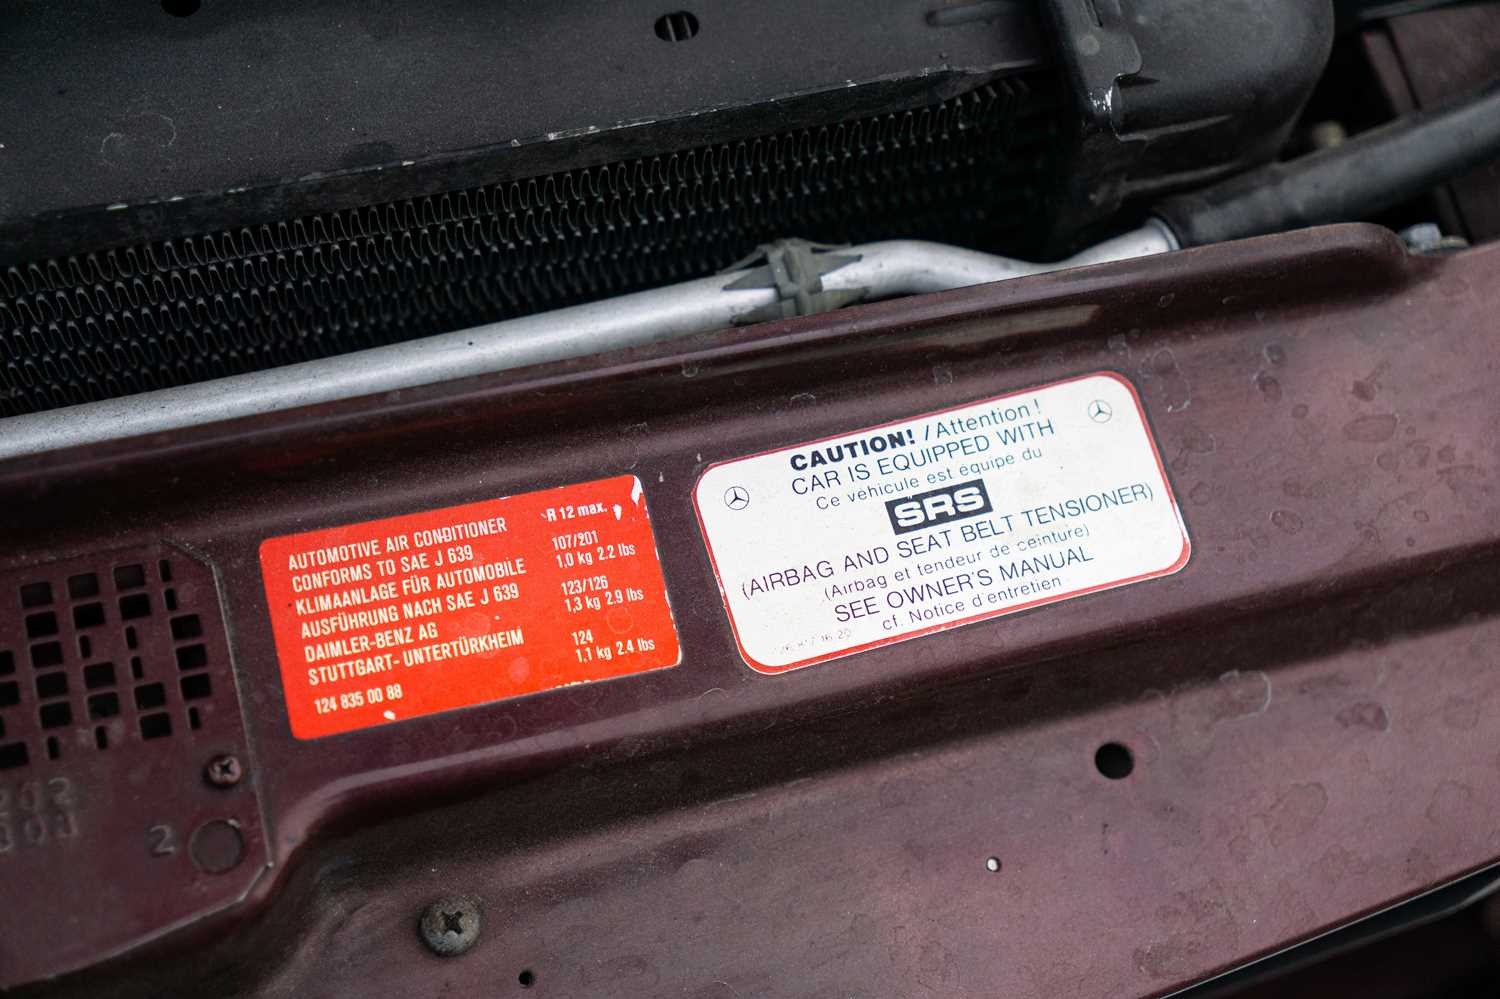 AUTOMOTIVE AIR CONDITIONER
CONFORMS TO SAE J 639
KLIMAANLAGE FÜR AUTOMOBILE
AUSFÜHRUNG NACH SAE J 639
DAIMLER-BENZ AG
STUTTGART- UNTERTÜRKHEIM
124 835 00 88
R 12 max.
107/201
1,0 kg 2.2 lbs
123/126
1,3 kg 2.9 lbs
124
1,1 kg 2.4 lbs
CAUTION! /Attention!
CAR IS EQUIPPED WITH
Ce véhicule est équipé du
SRS
(AIRBAG AND SEAT BELT TENSIONER)
(Airbag et tendeur de ceinture)
SEE OWNER'S MANUAL
cf. Notice d'entretien
2